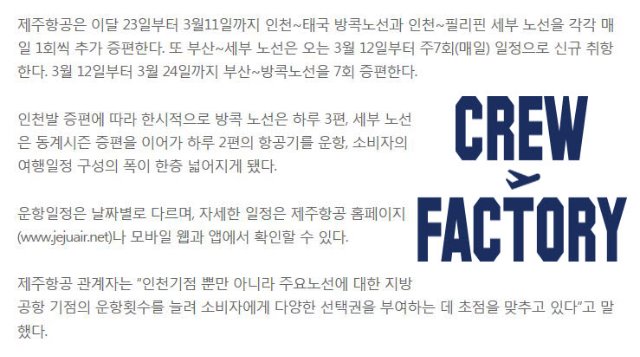 제주항공은 이달 23일부터 3월11일까지 인천~태국 방콕노선과 인천~필리핀 세부 노선을 각각 매
일 1회씩 추가 증편한다. 또 부산~세부 노선은 오는 3월 12일부터 주7회(매일) 일정으로 신규 취항
한다. 3월 12일부터 3월 24일까지 부산~방콕노선을 7회 증편한다.
인천발 증편에 따라 한시적으로 방콕 노선은 하루 3편, 세부 노선
은 동계시즌 증편을 이어가 하루 2편의 항공기를 운항, 소비자의
여행일정 구성의 폭이 한층 넓어지게 됐다.
운항일정은 날짜별로 다르며, 자세한 일정은 제주항공 홈페이지
(www.jejuair.net)나 모바일 웹과 앱에서 확인할 수 있다.
CREW
FACTORY
제주항공 관계자는 "인천기점 뿐만 아니라 주요노선에 대한 지방
공항 기점의 운항횟수를 늘려 소비자에게 다양한 선택권을 부여하는 데 초점을 맞추고 있다"고 말
했다.